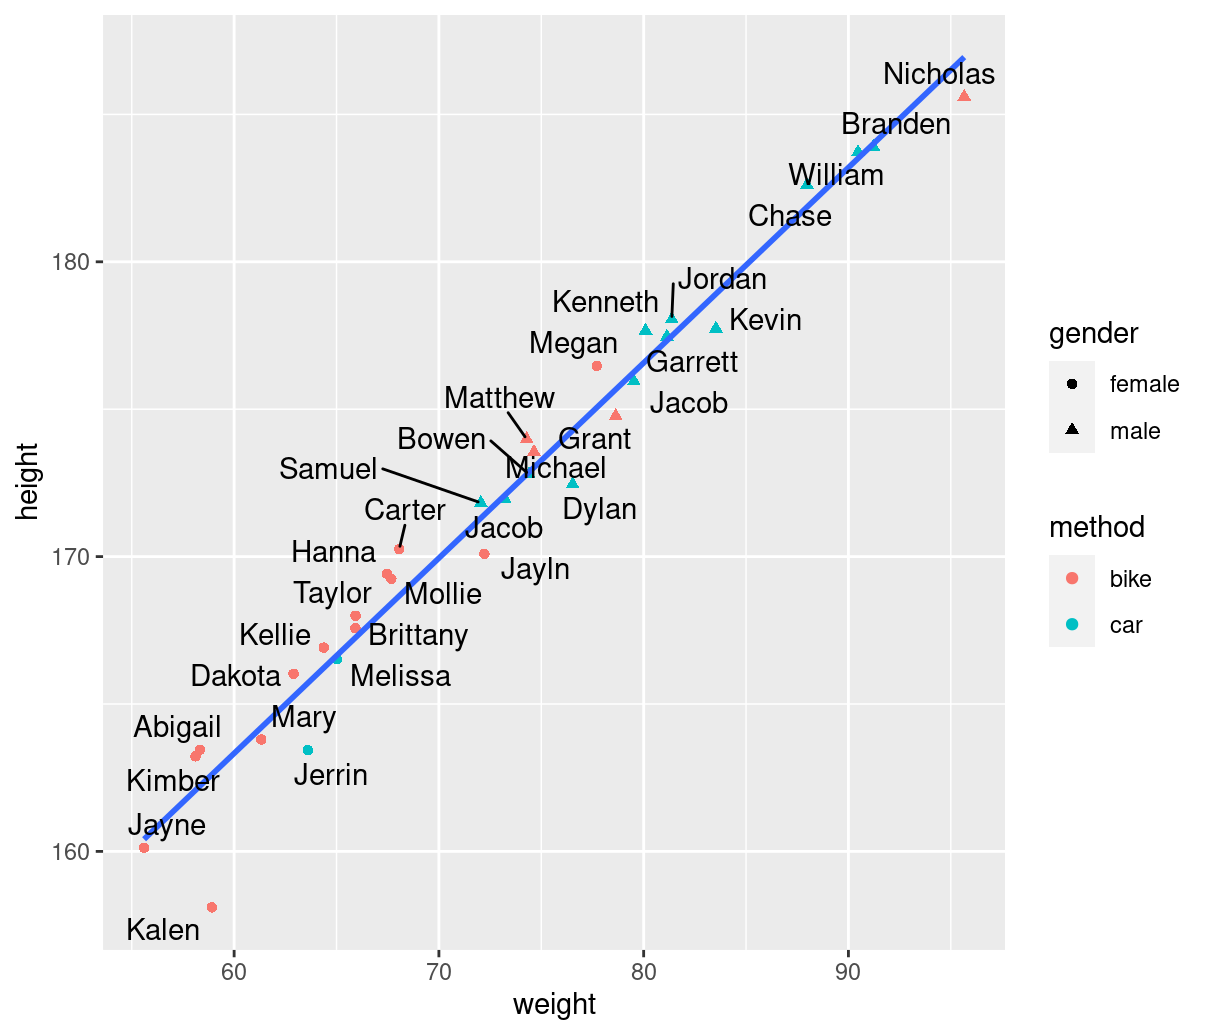 Nicholas
Branden
William
Chase
Jordan
Kenneth
Kevin
Megan
Garrett
Jacob
Matthew
Bowen
Grant
Samuel
Michael
Carter
Dylan
Jacob
Hanna
Jayln
Taylor
Mollie
Kellie
Brittany
Dakota
Melissa
Abigail
Mary
Kimber
Jerrin
Jayne
Kalen
180
170
160
height
60
70
80
90
weight
gender
female
male
method
bike
car